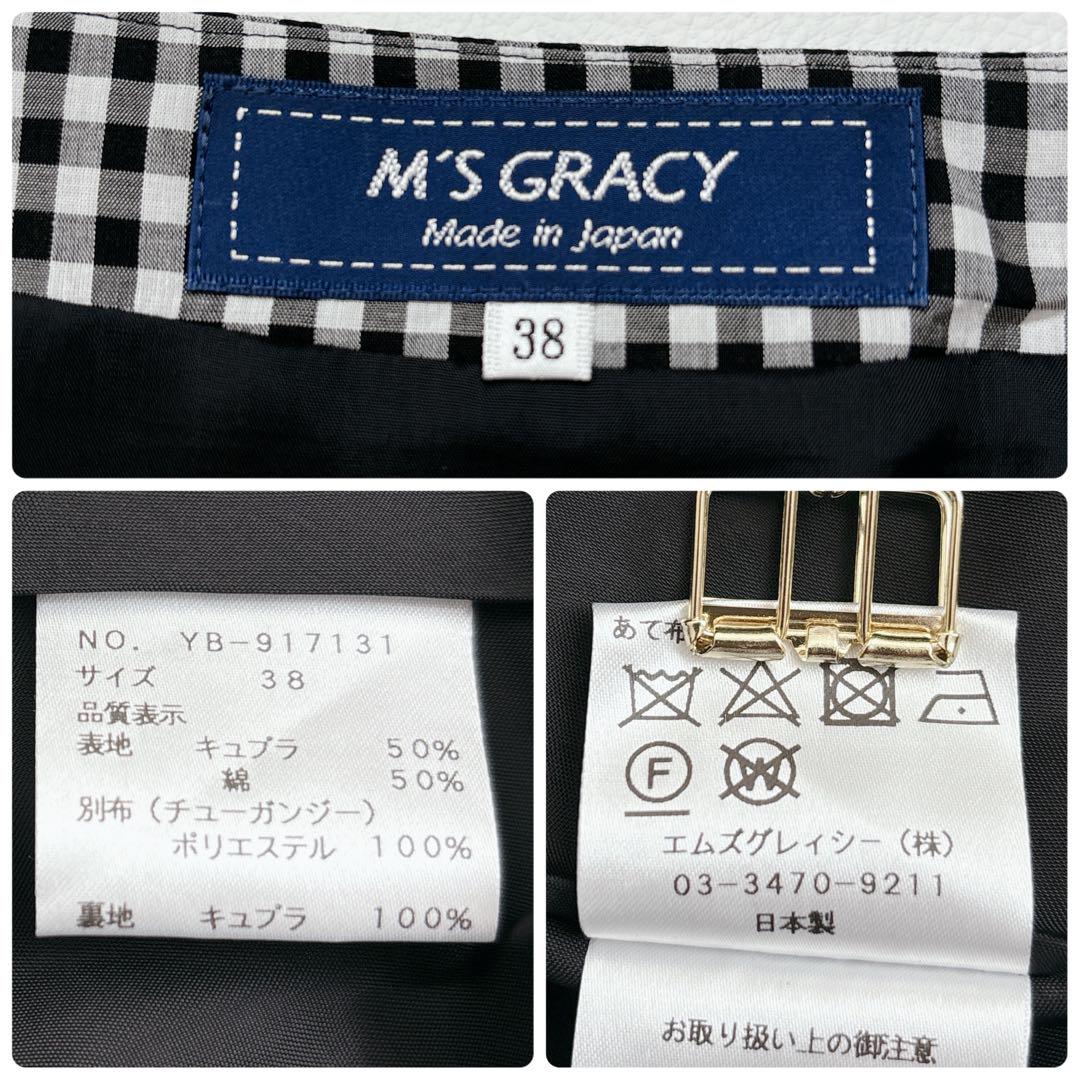 M'S GRACY
Made in Japan
38
NO. YB-917131
サイズ 38
品質表示
表地 キュプラ 50%
綿 50%
別布(チューガンジー)
ポリエステル 100%
裏地 キュプラ 100%
あて布
F
W
エムズグレイシー(株)
03-3470-9211
日本製
お取り扱い上の御注意